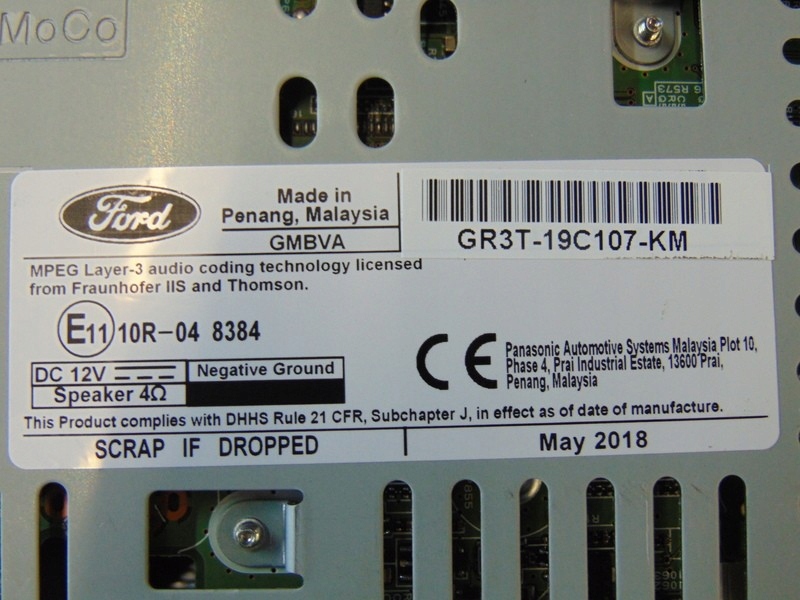 MoCo
R573
A
Ford
Made in
Penang, Malaysia
GMBVA
GR3T-19C107-KM
MPEG Layer-3 audio coding technology licensed
from Fraunhofer IIS and Thomson.
E11 10R-04 8384
DC 12V
Negative Ground
Speaker 4Ω
CE
Panasonic Automotive Systems Malaysia Plot 10,
Phase 4, Prai Industrial Estate, 13600 Prai,
Penang, Malaysia
This Product complies with DHHS Rule 21 CFR, Subchapter J, in effect as of date of manufacture.
SCRAP IF DROPPED
May 2018